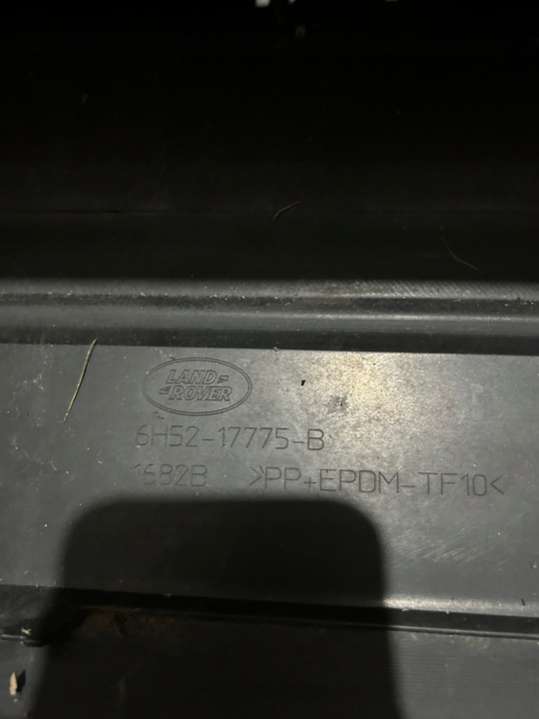 LAND
ROVER
6H52-17775-B
1682B >PP+EPDM-TF10<